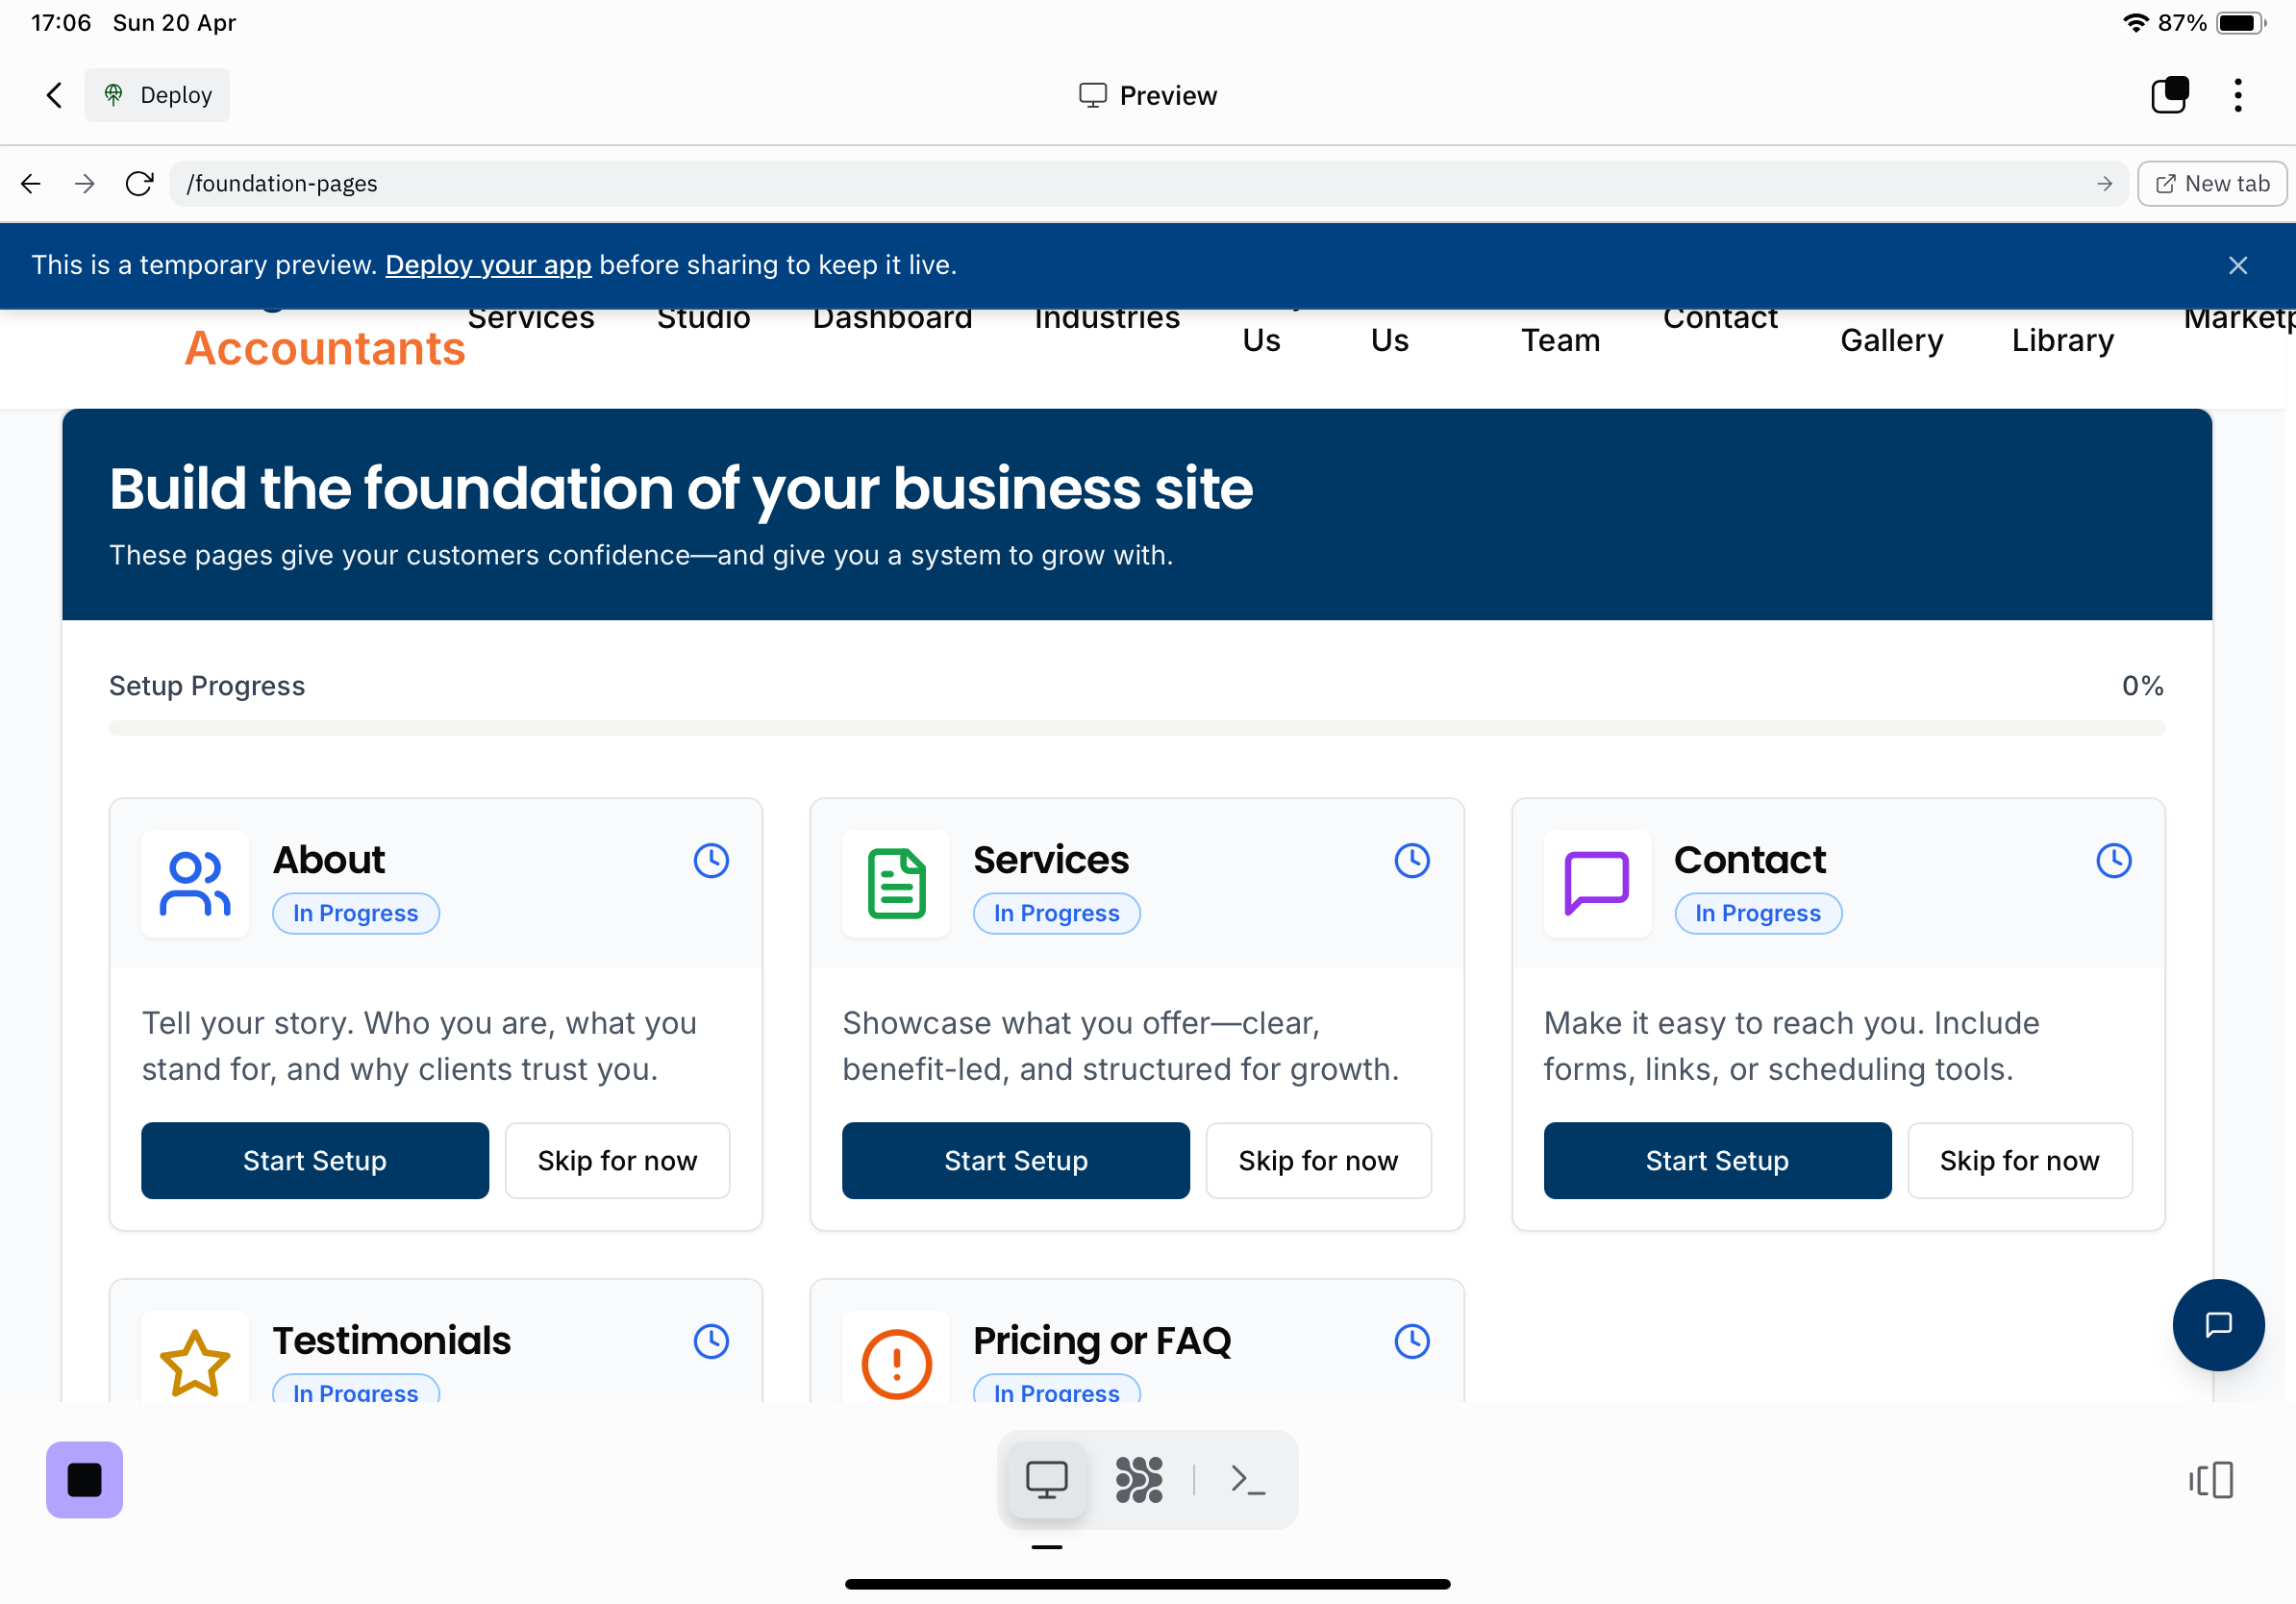 17:06 Sun 20 Apr
87%
Deploy
Preview
/foundation-pages
New tab
This is a temporary preview. Deploy your app before sharing to keep it live.
Services Studio Dashboard Industries Contact
Accountants Us Us Team Gallery Library
Build the foundation of your business site
These pages give your customers confidence—and give you a system to grow with.
Setup Progress 0%
About
In Progress
Tell your story. Who you are, what you
stand for, and why clients trust you.
Start Setup Skip for now
Services
In Progress
Showcase what you offer—clear,
benefit-led, and structured for growth.
Start Setup Skip for now
Contact
In Progress
Make it easy to reach you. Include
forms, links, or scheduling tools.
Start Setup Skip for now
Testimonials
In Progress
Pricing or FAQ
In Progress